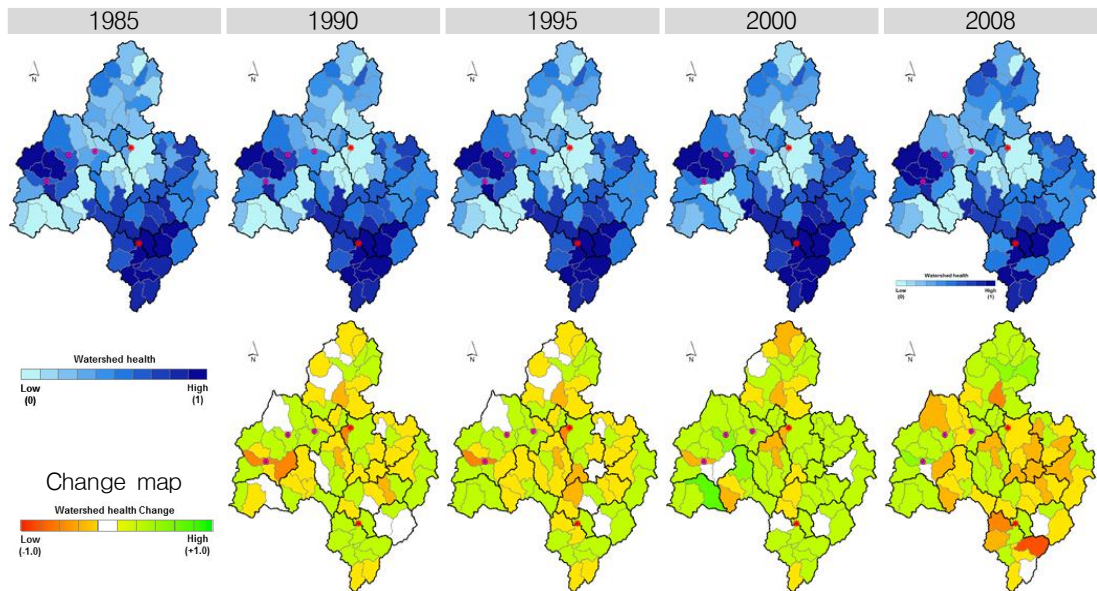 1985 1990 1995 2000 2008
N N N N N
Watershed health
Low High
(0) (1)
Watershed health
Low High
(0) (1)
N N N N
Change map
Watershed health Change
Low High
(-1.0) (+1.0)